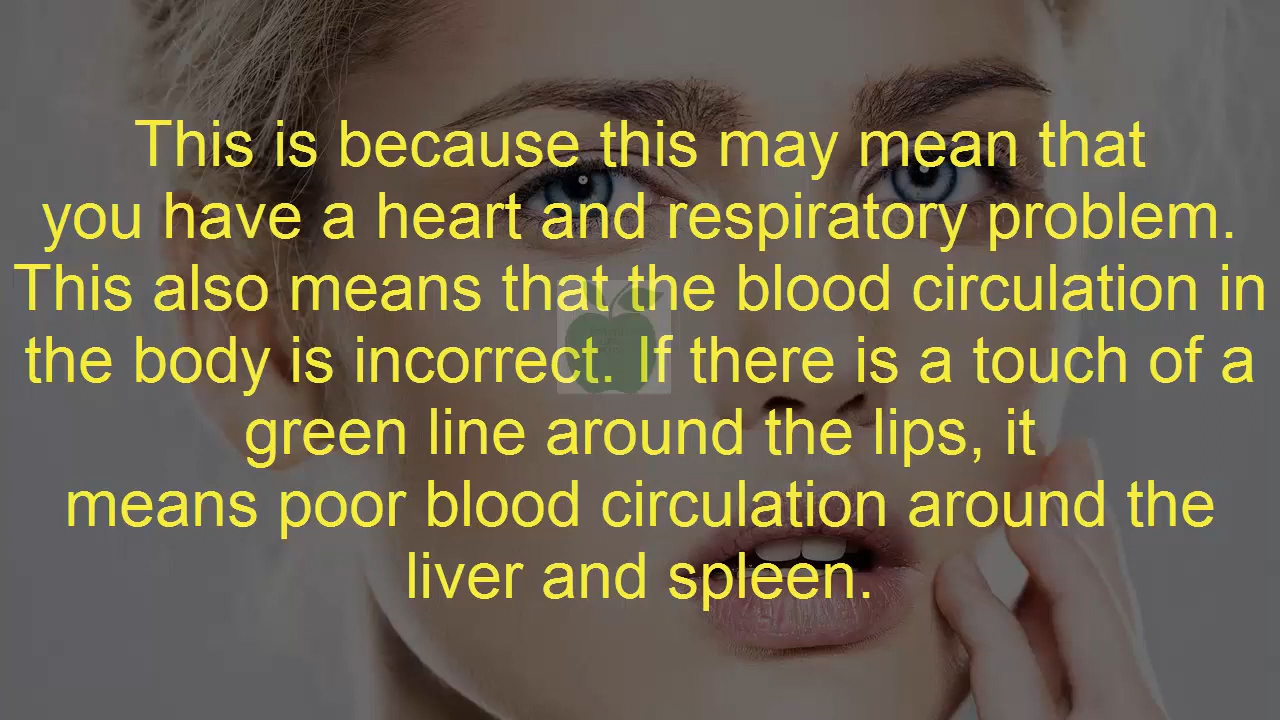 This is because this may mean that
you have a heart and respiratory problem.
This also means that the blood circulation in
the body is incorrect. If there is a touch of a
green line around the lips, it
means poor blood circulation around the
liver and spleen.